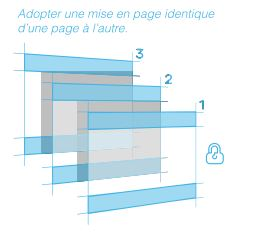 Adopter une mise en page identique
d'une page à l'autre.
3
2
1